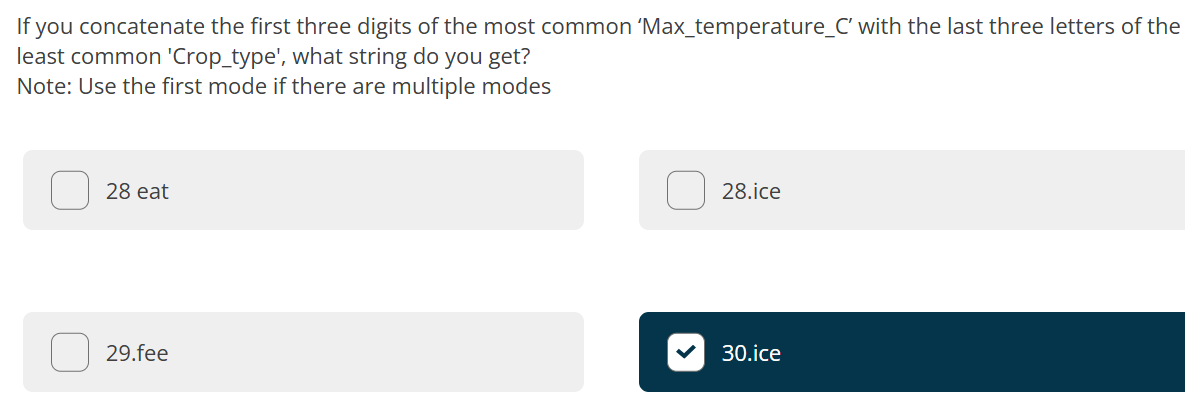 If you concatenate the first three digits of the most common ‘Max_temperature_C’ with the last three letters of the
least common 'Crop_type', what string do you get?
Note: Use the first mode if there are multiple modes
28 eat
28.ice
29.fee
30.ice